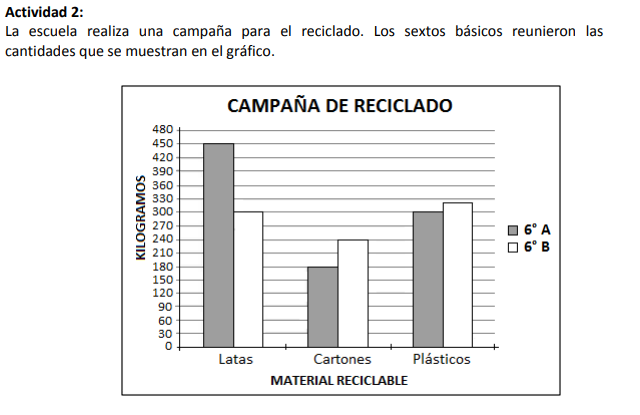 Actividad 2:
La escuela realiza una campaña para el reciclado. Los sextos básicos reunieron las
cantidades que se muestran en el gráfico.
CAMPAÑA DE RECICLADO
KILOGRAMOS
480
450
420
390
360
330
300
270
240
210
180
150
120
90
60
30
0
Latas Cartones Plásticos
MATERIAL RECICLABLE
6° A
6° B